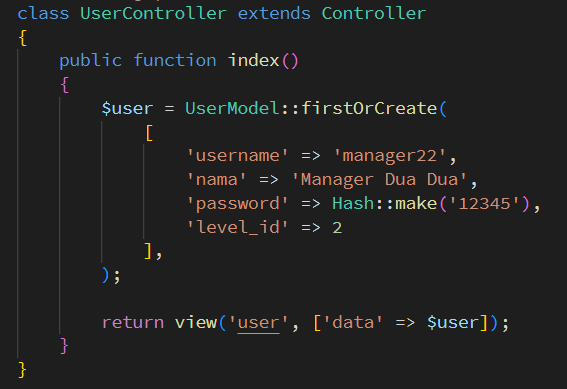 class UserController extends Controller
{
    public function index()
    {
        $user = UserModel::firstOrCreate(
            [
                'username' => 'manager22',
                'nama' => 'Manager Dua Dua',
                'password' => Hash::make('12345'),
                'level_id' => 2
            ],
        );

        return view('user', ['data' => $user]);
    }
}